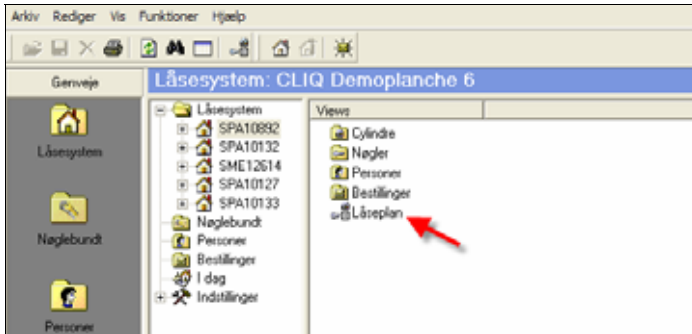 Arkiv Rediger Vis Funktioner Hjælp
Genveje
Låsesystem: CLIQ Demoplanche 6
Låsesystem
Nøglebundt
Personer
Låsesystem
SPA10892
SPA10132
SME12614
SPA10127
SPA10133
Nøglebundt
Personer
Bestillinger
I dag
Indstilinger
Views
Cylindre
Nøgler
Personer
Bestillinger
Låseplan